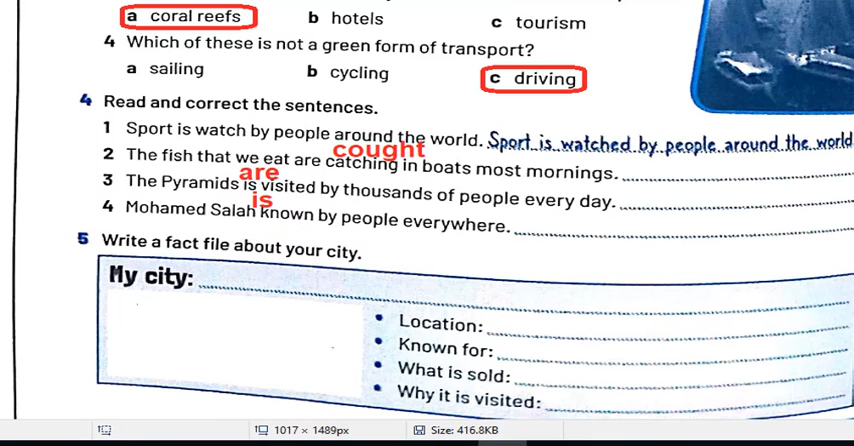 a coral reefs b hotels c tourism
4 Which of these is not a green form of transport?
a sailing b cycling c driving
4 Read and correct the sentences.
1 Sport is watch by people around the world. Sport is watched by people around the world
cought
2 The fish that we eat are catching in boats most mornings.
are
3 The Pyramids is visited by thousands of people every day.
is
4 Mohamed Salah known by people everywhere.
5 Write a fact file about your city.
My city:
• Location:
• Known for:
• What is sold:
• Why it is visited:
1017 × 1489px Size: 416.8KB